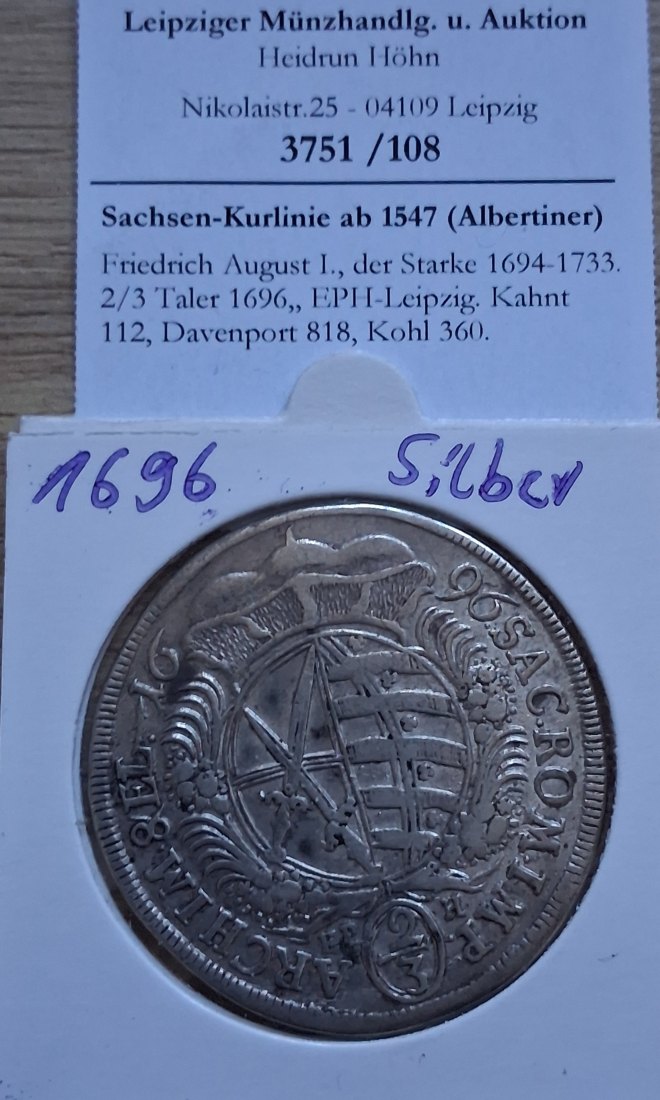 Leipziger Münzhandlg. u. Auktion
Heidrun Höhn
Nikolaistr.25 - 04109 Leipzig
3751 /108
Sachsen-Kurlinie ab 1547 (Albertiner)
Friedrich August I., der Starke 1694-1733.
2/3 Taler 1696,, EPH-Leipzig. Kahnt
112, Davenport 818, Kohl 360.
1696 Silber
16 96.SAC.ROM.IMP.
ARCHIM.&EL.
EP H
2/3